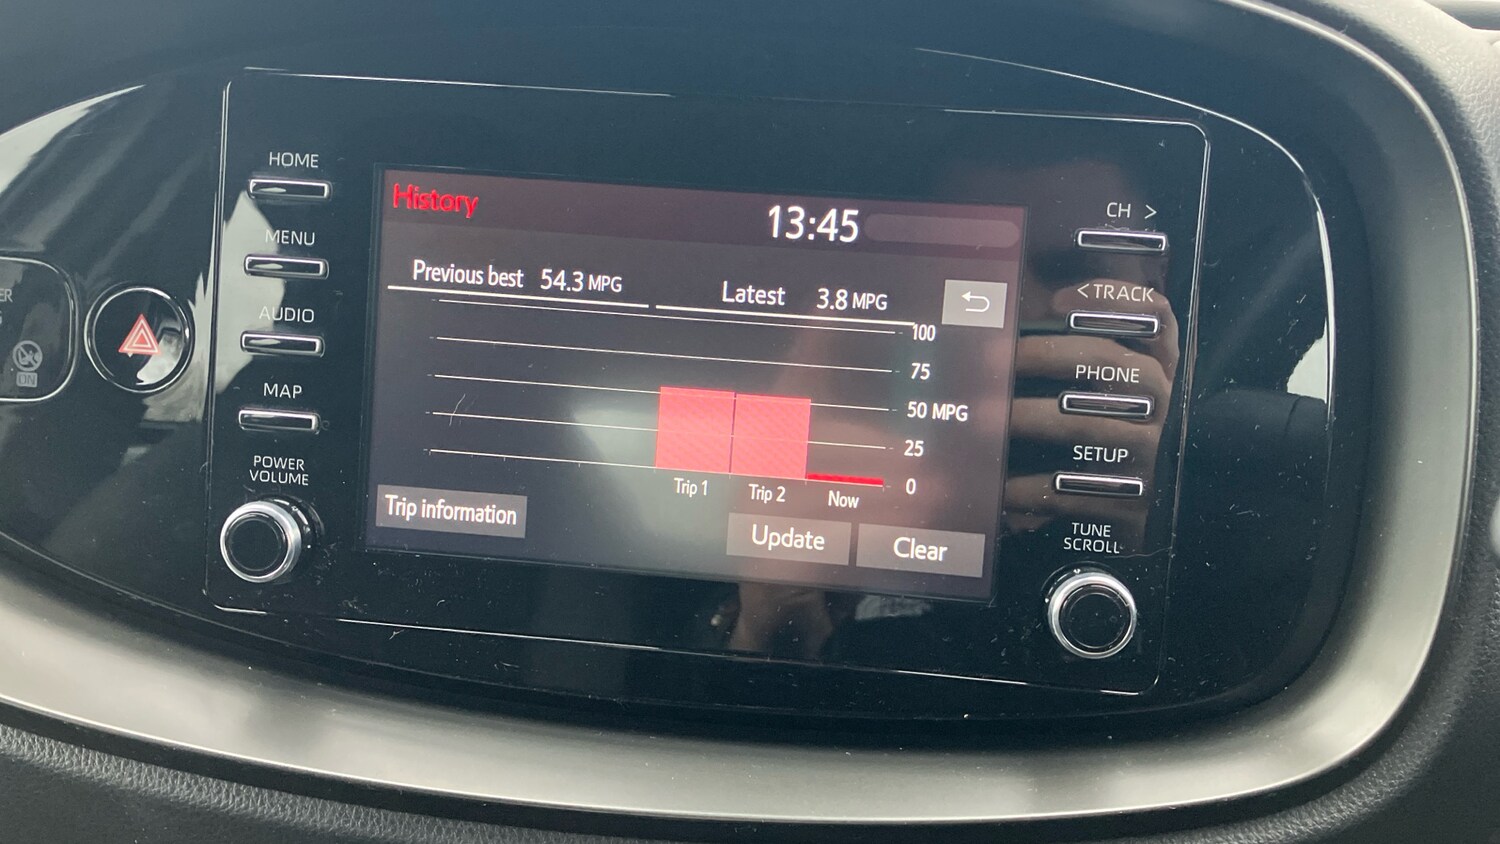 HOME
MENU
AUDIO
MAP
POWER
VOLUME
ER
ON
History
13:45
Previous best 54.3 MPG
Latest 3.8 MPG
100
75
50 MPG
25
0
Trip 1
Trip 2
Now
Trip information
Update
Clear
CH >
< TRACK
PHONE
SETUP
TUNE
SCROLL